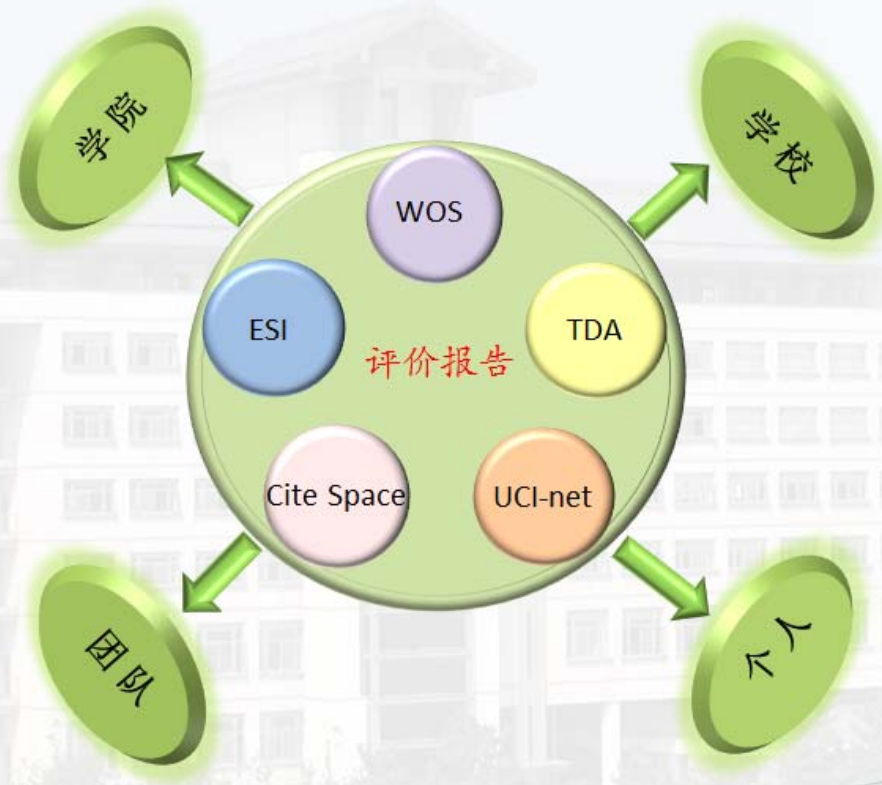 学院
学校
WOS
ESI
TDA
评价报告
Cite Space
UCI-net
团队
个人